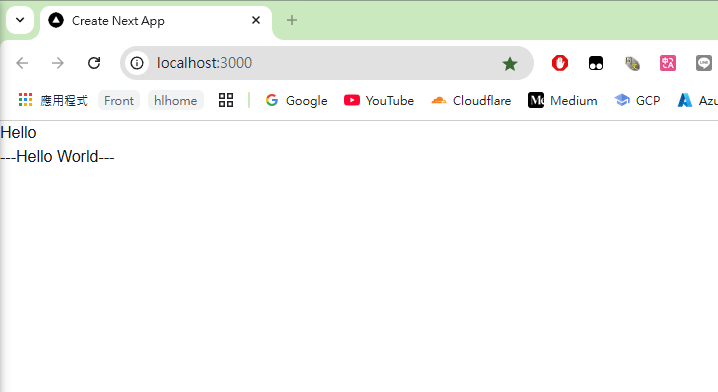 Create Next App
localhost:3000
應用程式 Front hlhome Google YouTube Cloudflare Medium GCP Azu
Hello
---Hello World---